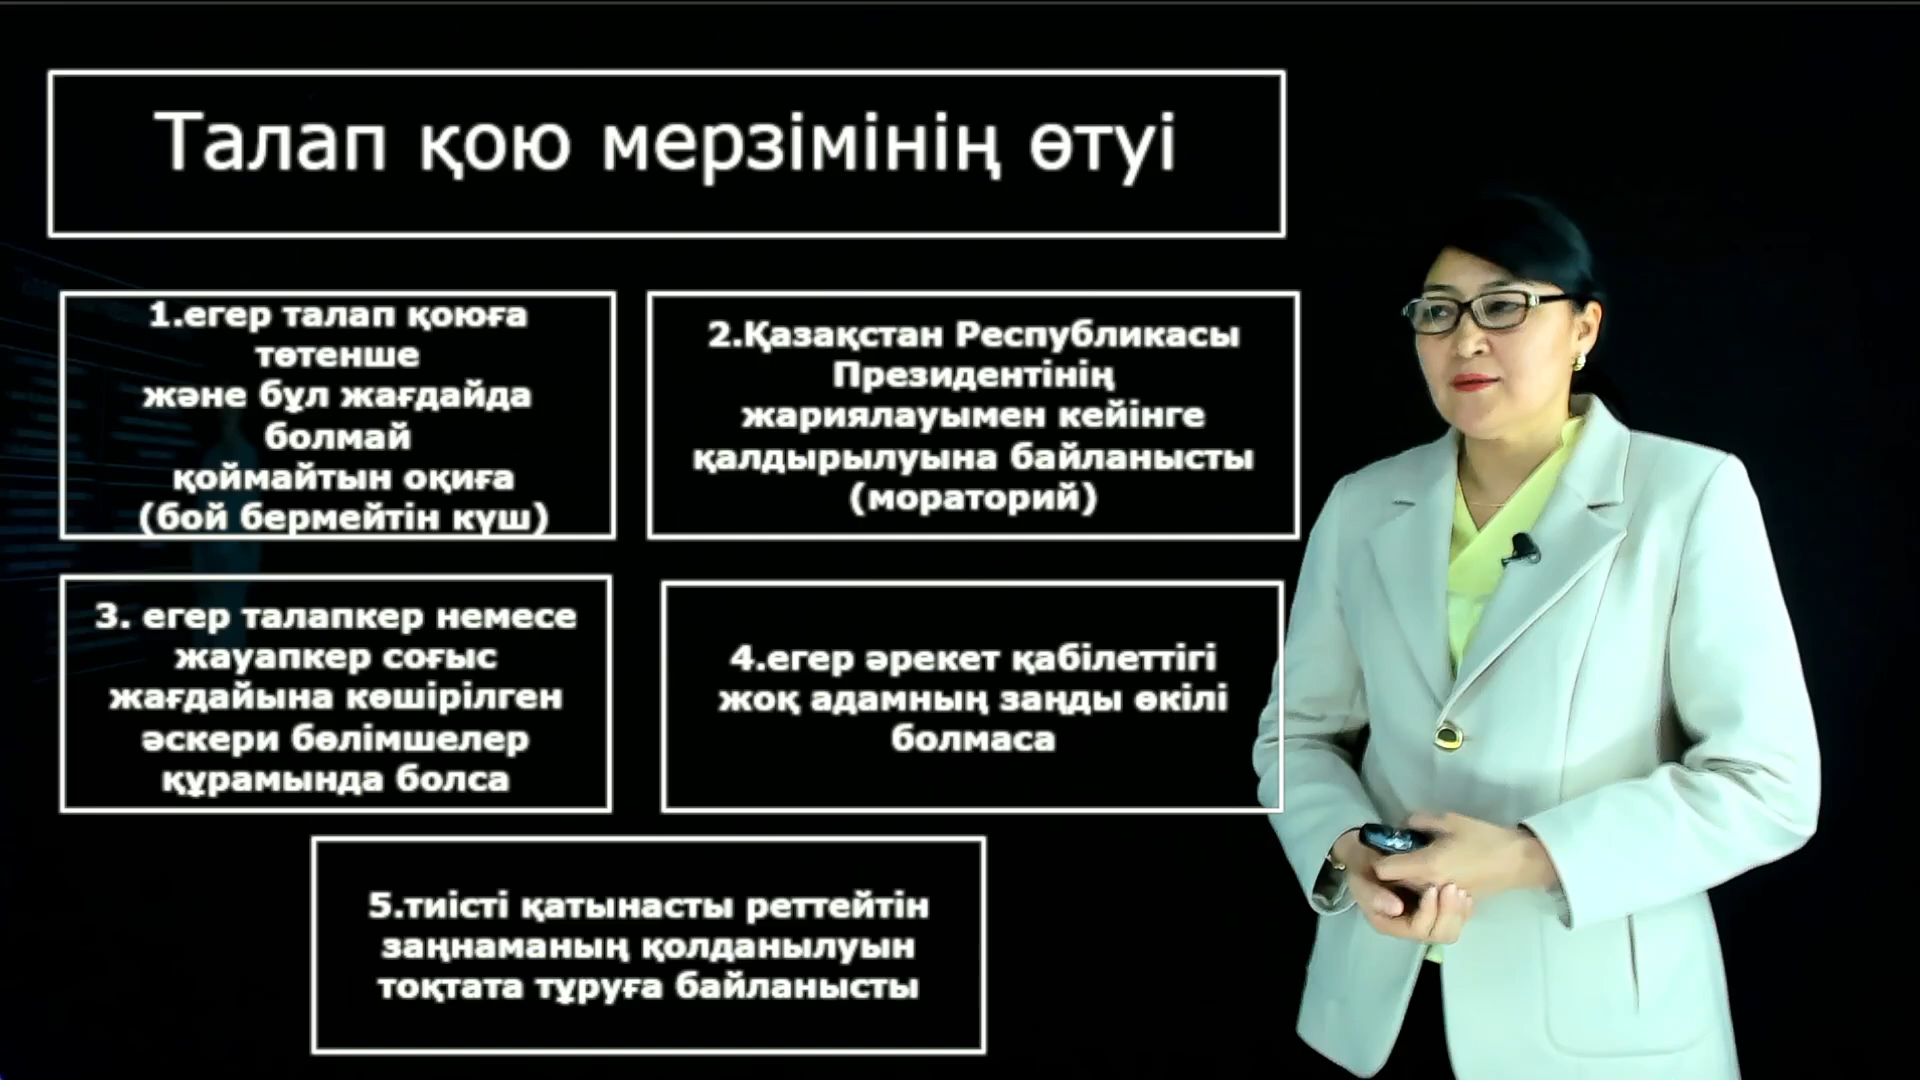 Талап қою мерзімінің өтуі
1.егер талап қоюға
төтенше
және бұл жағдайда
болмай
қоймайтын оқиға
(бой бермейтін күш)
2.Қазақстан Республикасы
Президентінің
жариялауымен кейінге
қалдырылуына байланысты
(мораторий)
3. егер талапкер немесе
жауапкер соғыс
жағдайына көшірілген
әскери бөлімшелер
құрамында болса
4.егер әрекет қабілеттігі
жоқ адамның заңды өкілі
болмаса
5.тиісті қатынасты реттейтін
заңнаманың қолданылуын
тоқтата тұруға байланысты